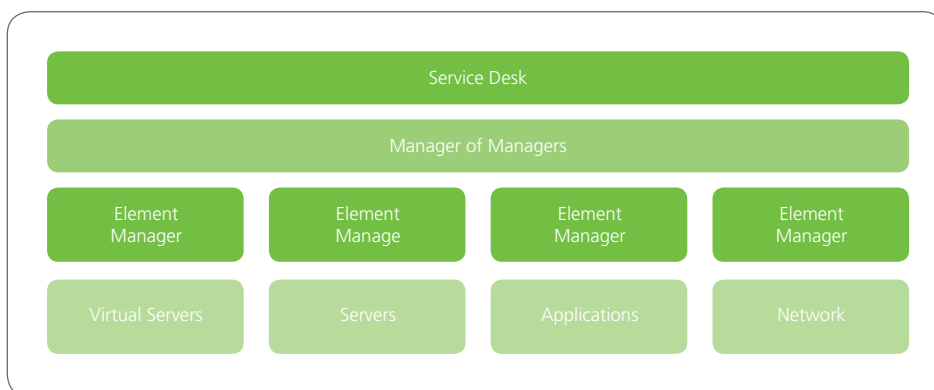 Service Desk
Manager of Managers
Element
Manager
Element
Manage
Element
Manager
Element
Manager
Virtual Servers
Servers
Applications
Network